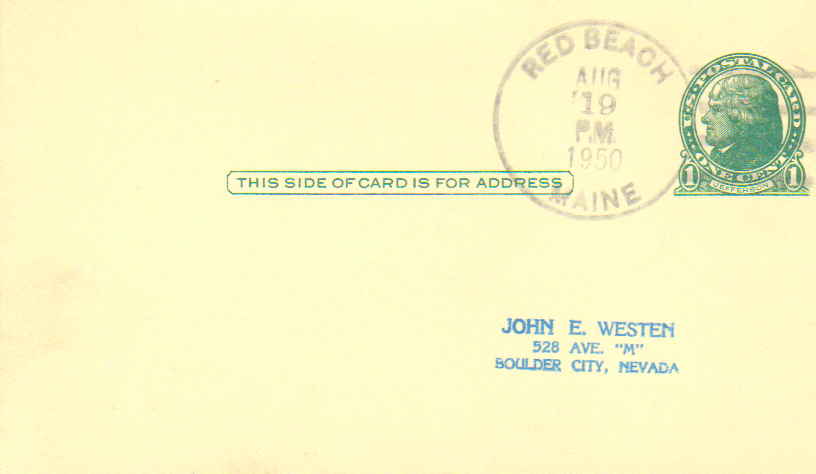 RED BEACH
AUG
19
P.M.
1950
MAINE
U.S. POSTAL CARD
1 ONE CENT 1
JEFFERSON
THIS SIDE OF CARD IS FOR ADDRESS
JOHN E. WESTEN
528 AVE. "M"
BOULDER CITY, NEVADA